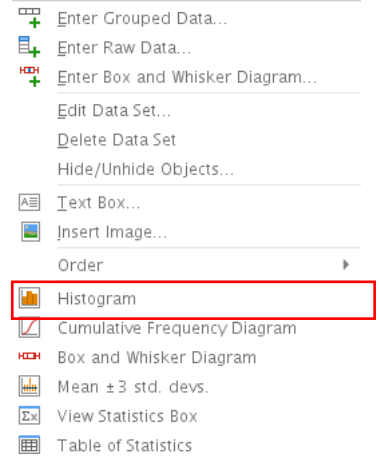 Enter Grouped Data...
Enter Raw Data...
Enter Box and Whisker Diagram...
Edit Data Set...
Delete Data Set
Hide/Unhide Objects...
Text Box...
Insert Image...
Order
Histogram
Cumulative Frequency Diagram
Box and Whisker Diagram
Mean ±3 std. devs.
View Statistics Box
Table of Statistics